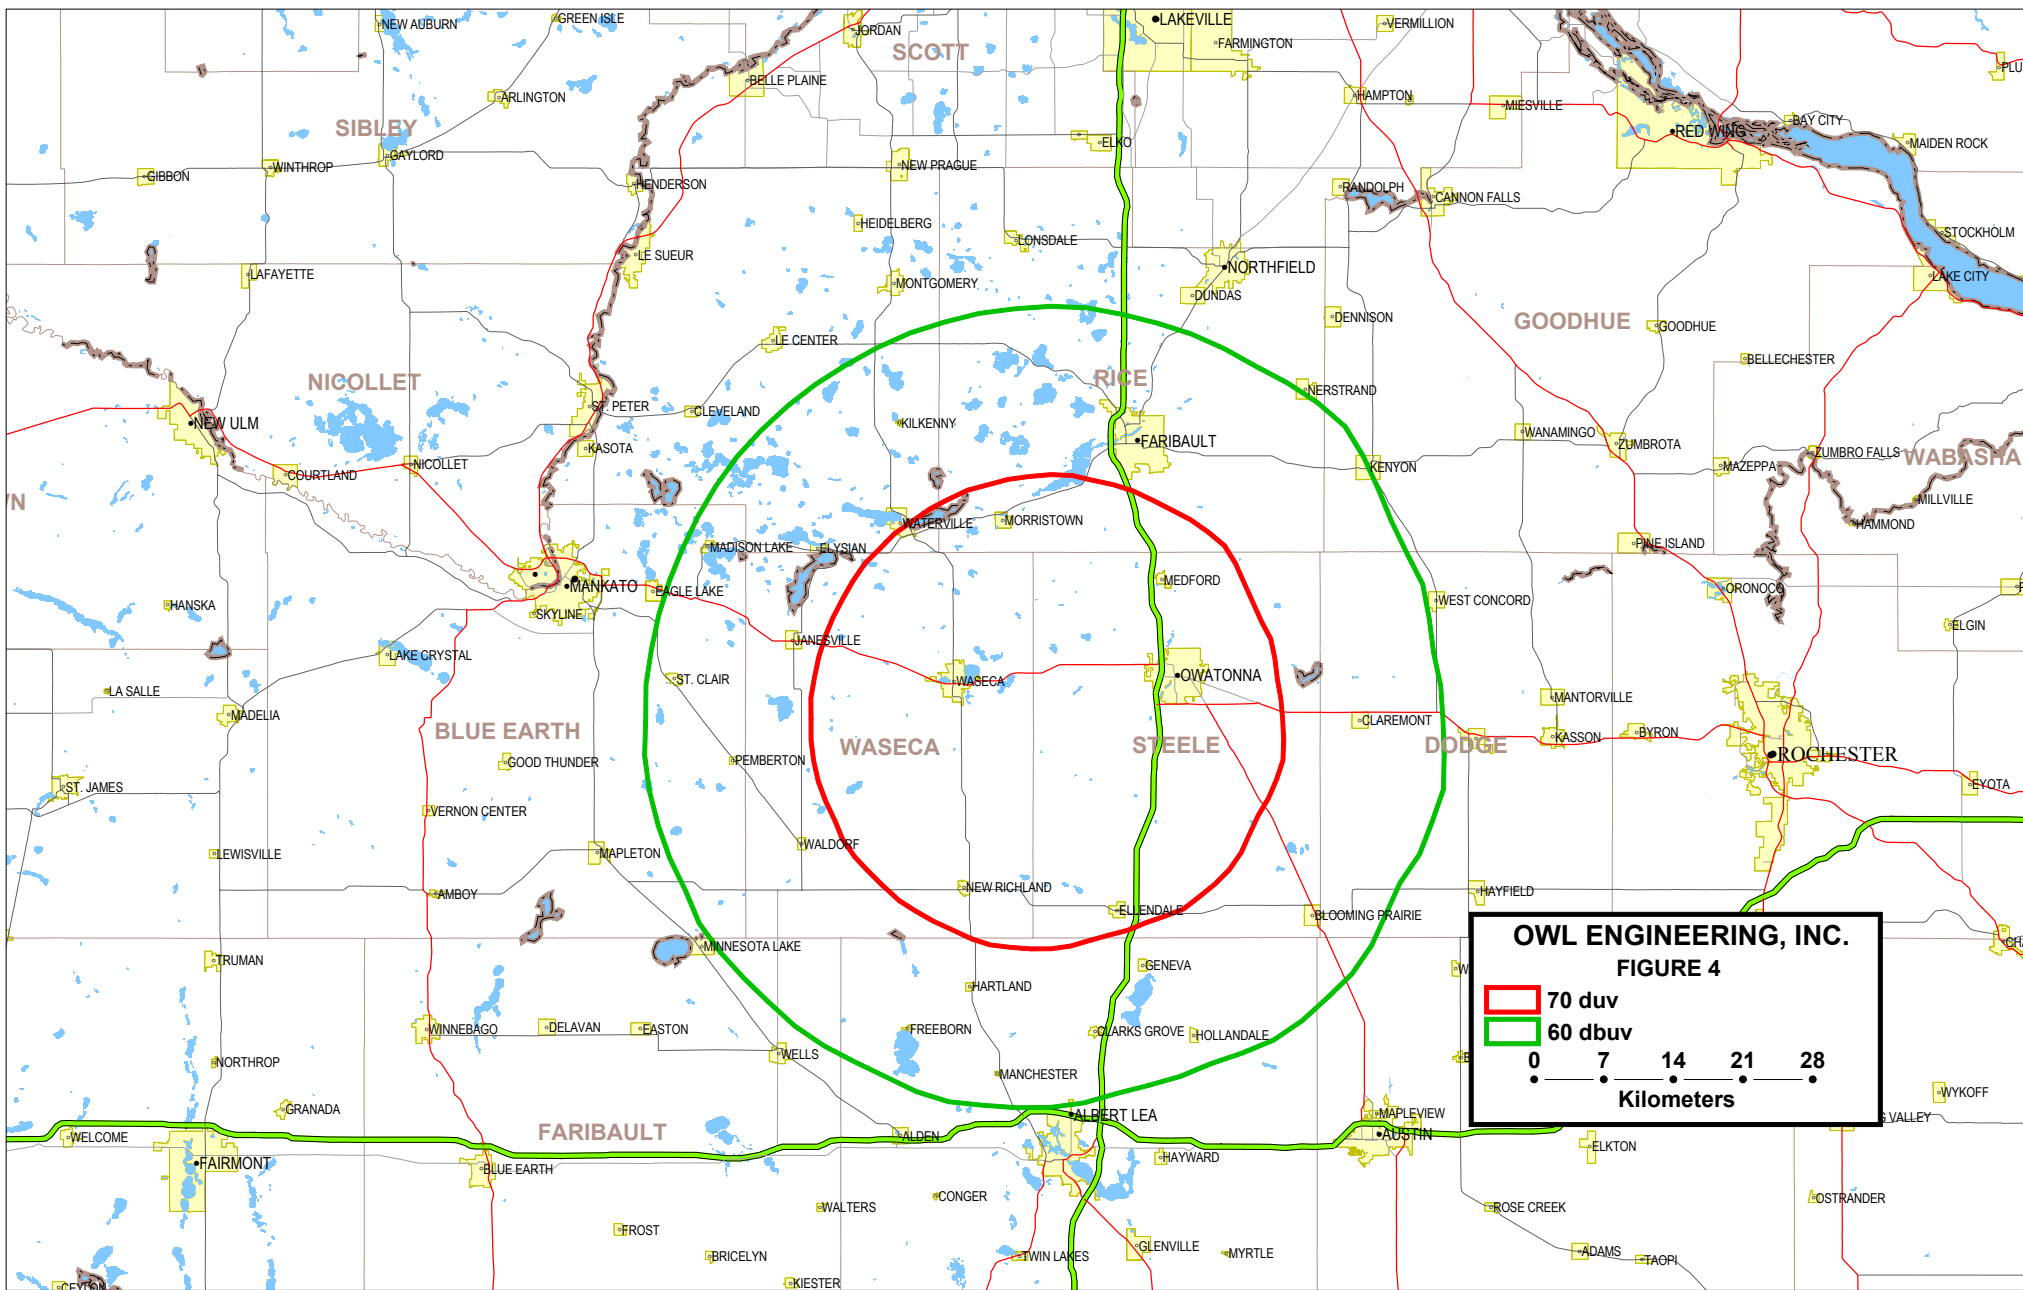 NEW AUBURN
GREEN ISLE
JORDAN
SCOTT
LAKEVILLE
FARMINGTON
VERMILLION
BELLE PLAINE
ARLINGTON
HAMPTON
MIESVILLE
SIBLEY
GAYLORD
ELKO
RED WING
BAY CITY
MAIDEN ROCK
GIBBON
WINTHROP
HENDERSON
NEW PRAGUE
RANDOLPH
CANNON FALLS
HEIDELBERG
LONSDALE
STOCKHOLM
LE SUEUR
LAFAYETTE
MONTGOMERY
NORTHFIELD
DUNDAS
LAKE CITY
DENNISON
GOODHUE
GOODHUE
LE CENTER
BELLECHESTER
NICOLLET
RICE
NERSTRAND
ST. PETER
CLEVELAND
NEW ULM
KILKENNY
FARIBAULT
WANAMINGO
ZUMBROTA
KASOTA
COURTLAND
NICOLLET
KENYON
MAZEPPA
ZUMBRO FALLS
WABASHA
MILLVILLE
WN
WATERVILLE
MORRISTOWN
HAMMOND
MADISON LAKE
ELYSIAN
PINE ISLAND
MANKATO
EAGLE LAKE
MEDFORD
ORONOCO
HANSKA
SKYLINE
WEST CONCORD
ELGIN
JANESVILLE
LAKE CRYSTAL
LA SALLE
ST. CLAIR
WASECA
OWATONNA
MANTORVILLE
MADELIA
CLAREMONT
BLUE EARTH
WASECA
STEELE
DODGE
KASSON
BYRON
ROCHESTER
GOOD THUNDER
PEMBERTON
ST. JAMES
EYOTA
VERNON CENTER
WALDORF
LEWISVILLE
MAPLETON
AMBOY
NEW RICHLAND
HAYFIELD
ELLENDALE
BLOOMING PRAIRIE
MINNESOTA LAKE
TRUMAN
GENEVA
HARTLAND
WINNEBAGO
DELAVAN
EASTON
FREEBORN
CLARKS GROVE
HOLLANDALE
NORTHROP
WELLS
MANCHESTER
WYKOFF
GRANADA
ALBERT LEA
MAPLEVIEW
VALLEY
WELCOME
FARIBAULT
ALDEN
AUSTIN
ELKTON
FAIRMONT
BLUE EARTH
HAYWARD
CONGER
OSTRANDER
WALTERS
ROSE CREEK
FROST
BRICELYN
TWIN LAKES
GLENVILLE
MYRTLE
ADAMS
TAOPI
CEYLON
KIESTER
OWL ENGINEERING, INC.
FIGURE 4
70 duv
60 dbuv
0 7 14 21 28
Kilometers